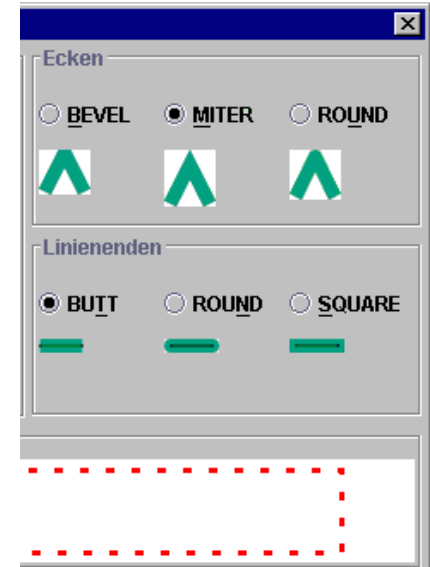 Ecken
BEVEL MITER ROUND
Linienenden
BUTT ROUND SQUARE